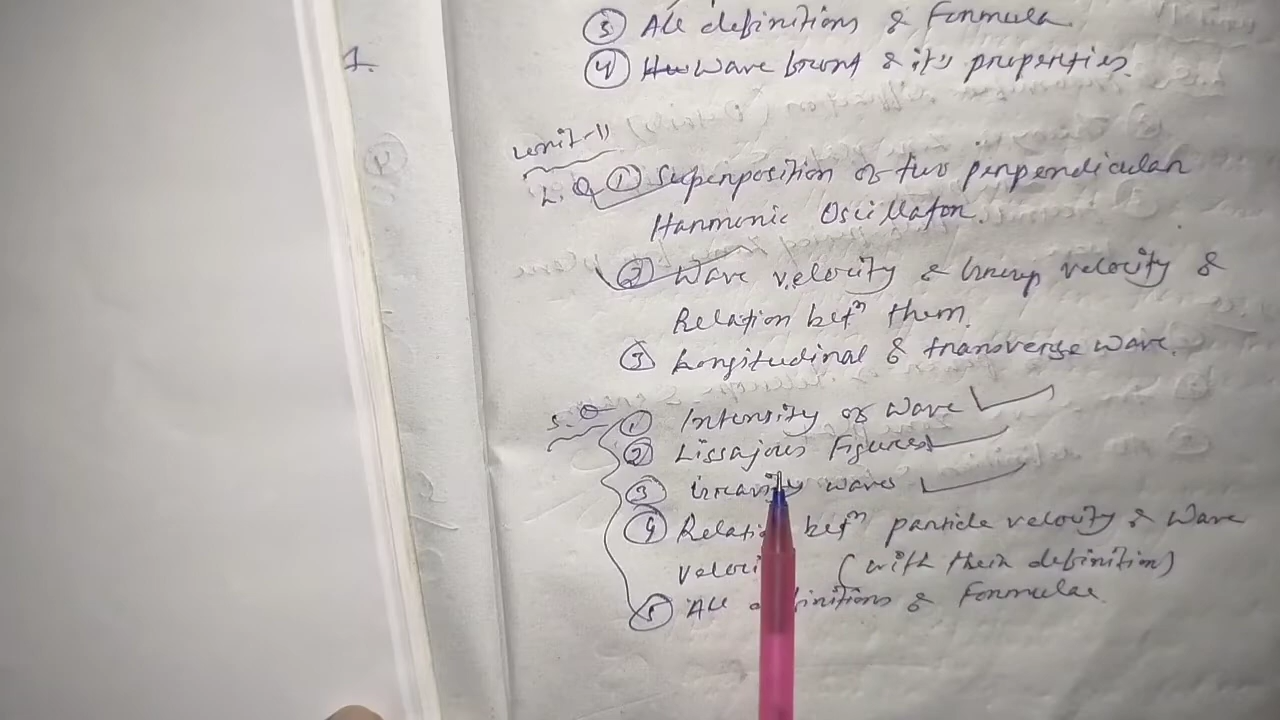 ③ All definitions & Formula
1.
④ Wave front & it's properties.
Unit-II
L.Q ① Superposition of two perpendicular
Harmonic Oscillator.
② Wave velocity & Group velocity &
Relation betⁿ them.
③ Longitudinal & transverse wave.
S.Q ① Intensity of wave
② Lissajous Figures
③ Gravity waves
④ betⁿ particle velocity & wave
(with their definition)
⑤ All & Formulae